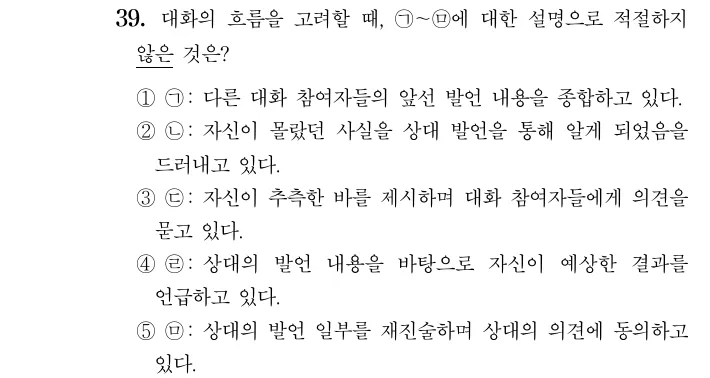 39. 대화의 흐름을 고려할 때, ㉠~㉤에 대한 설명으로 적절하지
않은 것은?
① ㉠: 다른 대화 참여자들의 앞선 발언 내용을 종합하고 있다.
② ㉡: 자신이 몰랐던 사실을 상대 발언을 통해 알게 되었음을
드러내고 있다.
③ ㉢: 자신이 추측한 바를 제시하며 대화 참여자들에게 의견을
묻고 있다.
④ ㉣: 상대의 발언 내용을 바탕으로 자신이 예상한 결과를
언급하고 있다.
⑤ ㉤: 상대의 발언 일부를 재진술하며 상대의 의견에 동의하고
있다.